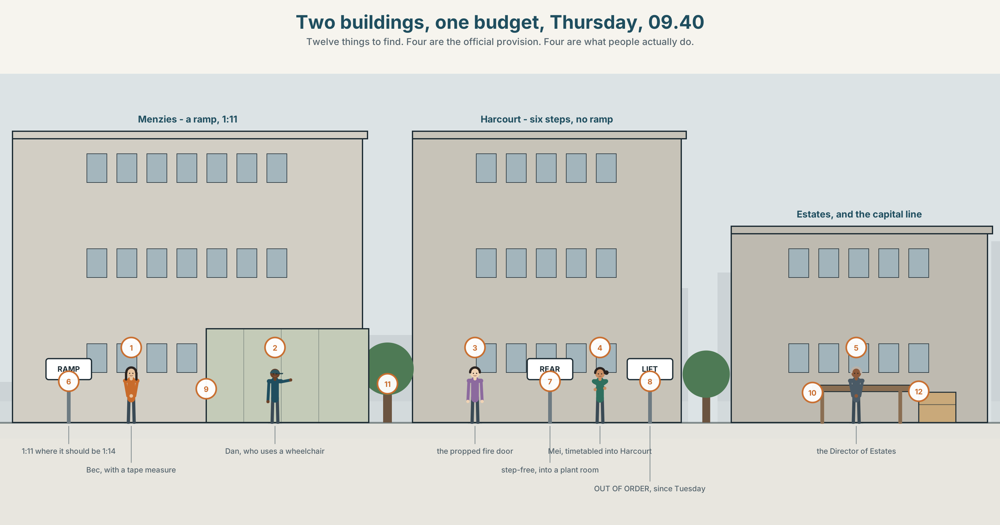 Two buildings, one budget, Thursday, 09.40
Twelve things to find. Four are the official provision. Four are what people actually do.
Menzies - a ramp, 1:11
Harcourt - six steps, no ramp
Estates, and the capital line
1
2
3
4
5
RAMP
REAR
LIFT
6
7
8
9
11
10
12
1:11 where it should be 1:14
Dan, who uses a wheelchair
the propped fire door
Mei, timetabled into Harcourt
the Director of Estates
Bec, with a tape measure
step-free, into a plant room
OUT OF ORDER, since Tuesday